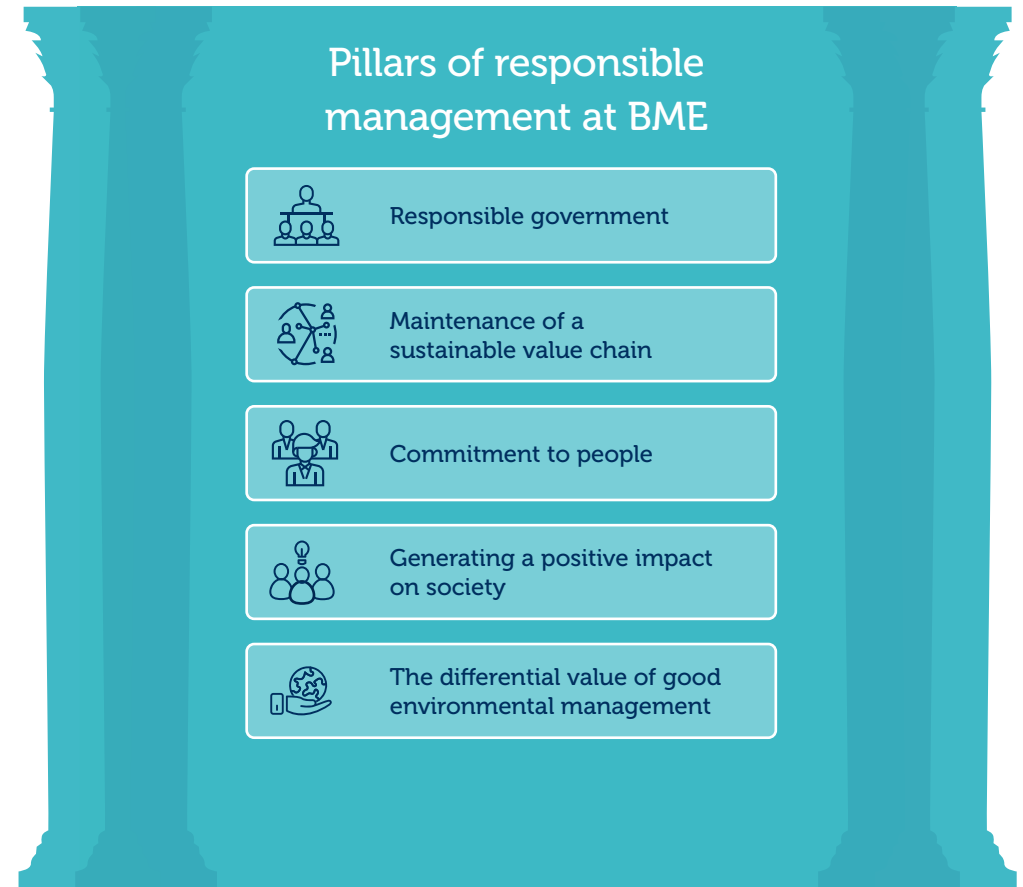 Pillars of responsible
management at BME
Responsible government
Maintenance of a
sustainable value chain
Commitment to people
Generating a positive impact
on society
The differential value of good
environmental management